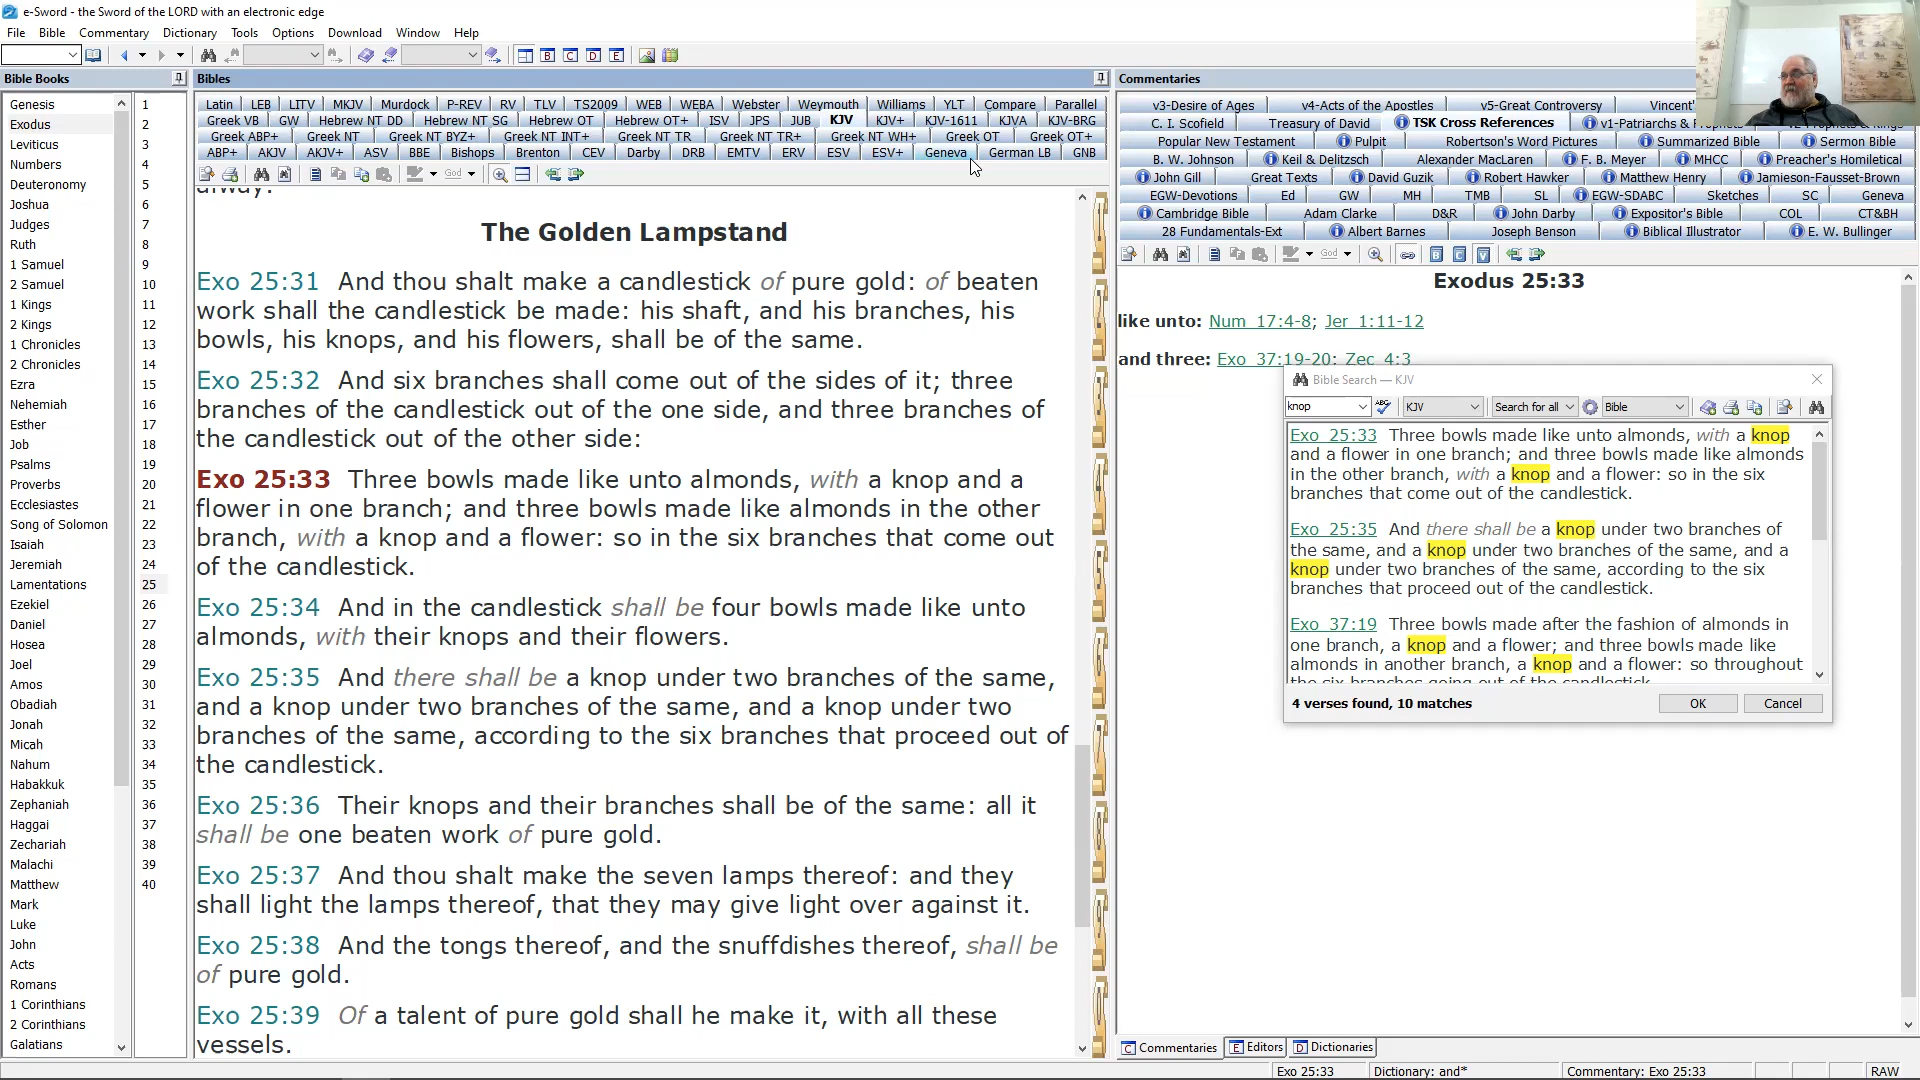 e-Sword - the Sword of the LORD with an electronic edge
File Bible Commentary Dictionary Tools Options Download Window Help
B C D E
Bible Books
Genesis
Exodus
Leviticus
Numbers
Deuteronomy
Joshua
Judges
Ruth
1 Samuel
2 Samuel
1 Kings
2 Kings
1 Chronicles
2 Chronicles
Ezra
Nehemiah
Esther
Job
Psalms
Proverbs
Ecclesiastes
Song of Solomon
Isaiah
Jeremiah
Lamentations
Ezekiel
Daniel
Hosea
Joel
Amos
Obadiah
Jonah
Micah
Nahum
Habakkuk
Zephaniah
Haggai
Zechariah
Malachi
Matthew
Mark
Luke
John
Acts
Romans
1 Corinthians
2 Corinthians
Galatians
1
2
3
4
5
6
7
8
9
10
11
12
13
14
15
16
17
18
19
20
21
22
23
24
25
26
27
28
29
30
31
32
33
34
35
36
37
38
39
40
Bibles
Latin LEB LITV MKJV Murdock P-REV RV TLV TS2009 WEB WEBA Webster Weymouth Williams YLT Compare Parallel
Greek VB GW Hebrew NT DD Hebrew NT SG Hebrew OT Hebrew OT+ ISV JPS JUB KJV KJV+ KJV-1611 KJVA KJV-BRG
Greek ABP+ Greek NT Greek NT BYZ+ Greek NT INT+ Greek NT TR Greek NT TR+ Greek NT WH+ Greek OT Greek OT+
ABP+ AKJV AKJV+ ASV BBE Bishops Brenton CEV Darby DRB EMTV ERV ESV ESV+ Geneva German LB GNB
God
alway.
The Golden Lampstand
Exo 25:31 And thou shalt make a candlestick of pure gold: of beaten
work shall the candlestick be made: his shaft, and his branches, his
bowls, his knops, and his flowers, shall be of the same.
Exo 25:32 And six branches shall come out of the sides of it; three
branches of the candlestick out of the one side, and three branches of
the candlestick out of the other side:
Exo 25:33 Three bowls made like unto almonds, with a knop and a
flower in one branch; and three bowls made like almonds in the other
branch, with a knop and a flower: so in the six branches that come out
of the candlestick.
Exo 25:34 And in the candlestick shall be four bowls made like unto
almonds, with their knops and their flowers.
Exo 25:35 And there shall be a knop under two branches of the same,
and a knop under two branches of the same, and a knop under two
branches of the same, according to the six branches that proceed out of
the candlestick.
Exo 25:36 Their knops and their branches shall be of the same: all it
shall be one beaten work of pure gold.
Exo 25:37 And thou shalt make the seven lamps thereof: and they
shall light the lamps thereof, that they may give light over against it.
Exo 25:38 And the tongs thereof, and the snuffdishes thereof, shall be
of pure gold.
Exo 25:39 Of a talent of pure gold shall he make it, with all these
vessels.
Commentaries
v3-Desire of Ages v4-Acts of the Apostles v5-Great Controversy Vincent'
C. I. Scofield Treasury of David TSK Cross References v1-Patriarchs &
Popular New Testament Pulpit Robertson's Word Pictures Summarized Bible Sermon Bible
B. W. Johnson Keil & Delitzsch Alexander MacLaren F. B. Meyer MHCC Preacher's Homiletical
John Gill Great Texts David Guzik Robert Hawker Matthew Henry Jamieson-Fausset-Brown
EGW-Devotions Ed GW MH TMB SL EGW-SDABC Sketches SC Geneva
Cambridge Bible Adam Clarke D&R John Darby Expositor's Bible COL CT&BH
28 Fundamentals-Ext Albert Barnes Joseph Benson Biblical Illustrator E. W. Bullinger
God B C V
Exodus 25:33
like unto: Num 17:4-8; Jer 1:11-12
and three: Exo 37:19-20; Zec 4:3
Bible Search — KJV
knop ABC KJV Search for all Bible
Exo 25:33 Three bowls made like unto almonds, with a knop
and a flower in one branch; and three bowls made like almonds
in the other branch, with a knop and a flower: so in the six
branches that come out of the candlestick.
Exo 25:35 And there shall be a knop under two branches of
the same, and a knop under two branches of the same, and a
knop under two branches of the same, according to the six
branches that proceed out of the candlestick.
Exo 37:19 Three bowls made after the fashion of almonds in
one branch, a knop and a flower; and three bowls made like
almonds in another branch, a knop and a flower: so throughout
the six branches going out of the candlestick.
4 verses found, 10 matches OK Cancel
C Commentaries E Editors D Dictionaries
Exo 25:33 Dictionary: and* Commentary: Exo 25:33 RAW